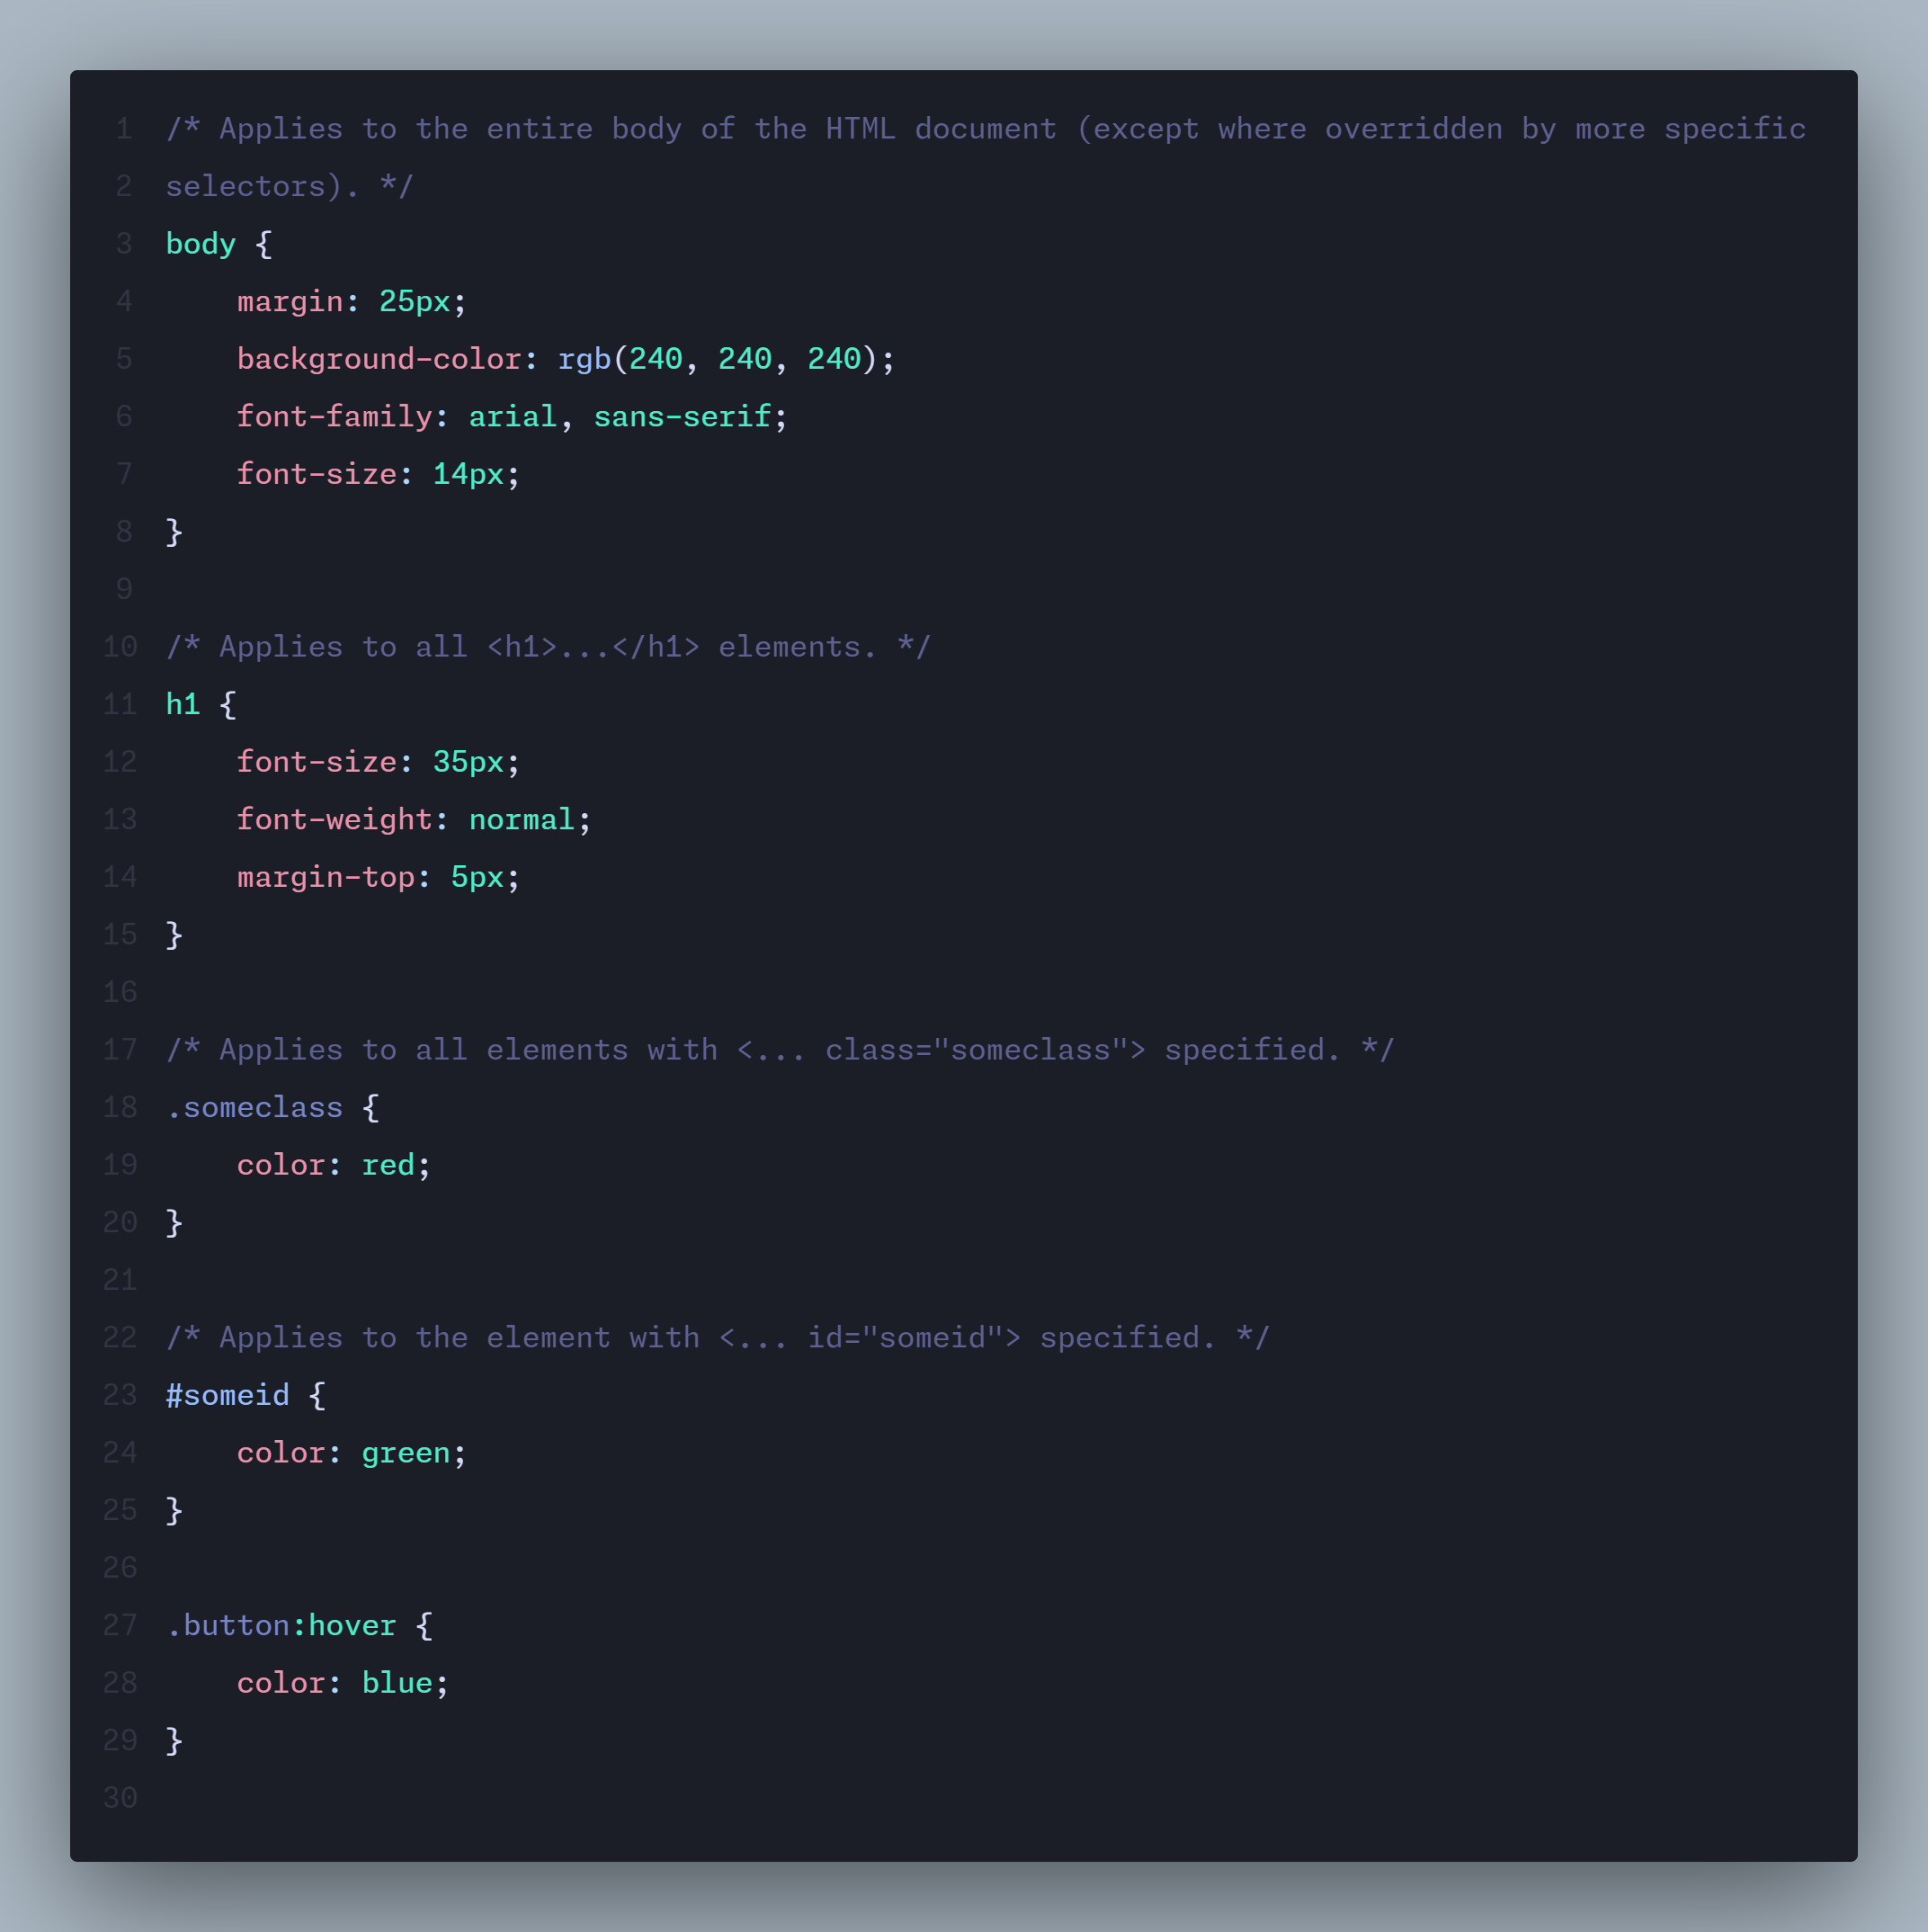 1 /* Applies to the entire body of the HTML document (except where overridden by more specific
2 selectors). */
3 body {
4     margin: 25px;
5     background-color: rgb(240, 240, 240);
6     font-family: arial, sans-serif;
7     font-size: 14px;
8 }
9
10 /* Applies to all <h1>...</h1> elements. */
11 h1 {
12     font-size: 35px;
13     font-weight: normal;
14     margin-top: 5px;
15 }
16
17 /* Applies to all elements with <... class="someclass"> specified. */
18 .someclass {
19     color: red;
20 }
21
22 /* Applies to the element with <... id="someid"> specified. */
23 #someid {
24     color: green;
25 }
26
27 .button:hover {
28     color: blue;
29 }
30